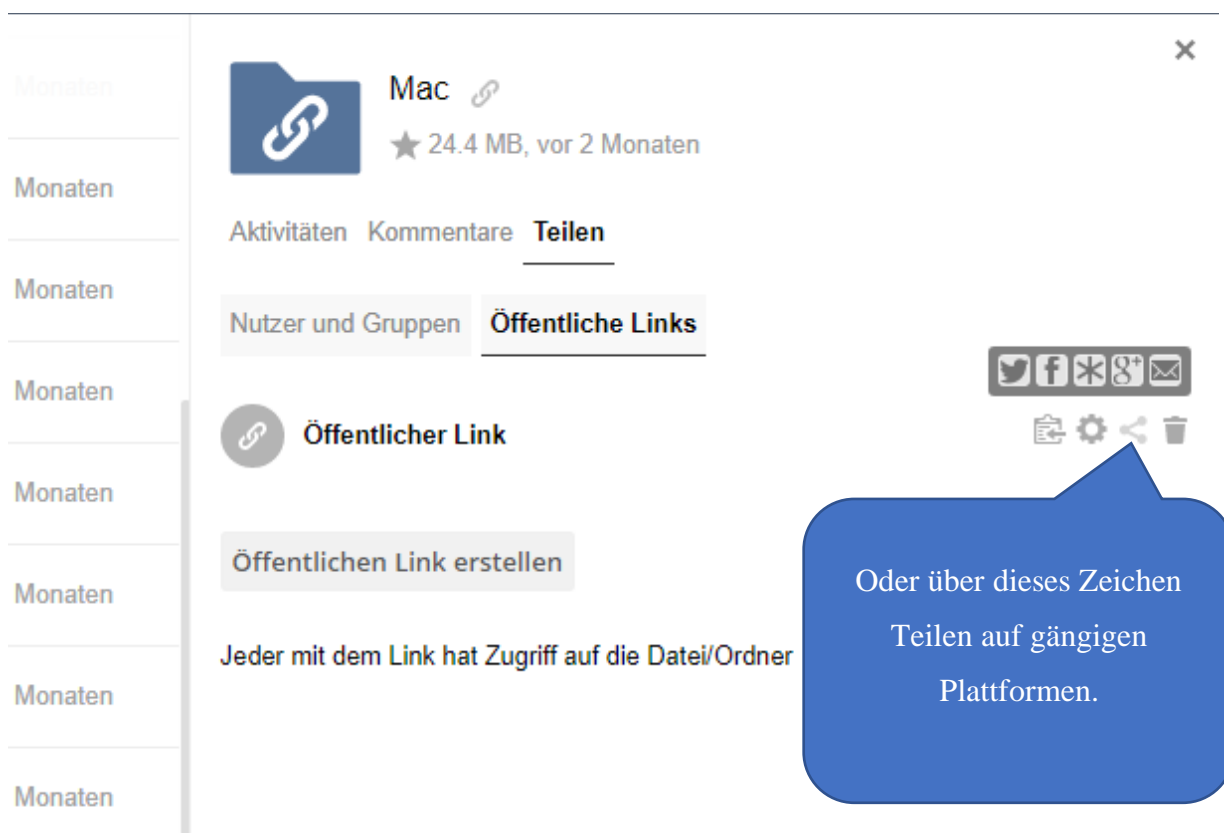 Monaten
Monaten
Monaten
Monaten
Monaten
Monaten
Monaten
Monaten
Mac
24.4 MB, vor 2 Monaten
Aktivitäten Kommentare Teilen
Nutzer und Gruppen Öffentliche Links
Öffentlicher Link
Öffentlichen Link erstellen
Jeder mit dem Link hat Zugriff auf die Datei/Ordner
Oder über dieses Zeichen
Teilen auf gängigen
Plattformen.